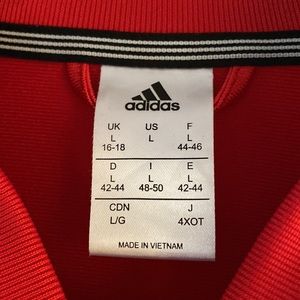 adidas
UK US F
L L L
16-18 44-46
D I E
L L L
42-44 48-50 42-44
CDN J
L/G 4XOT
MADE IN VIETNAM